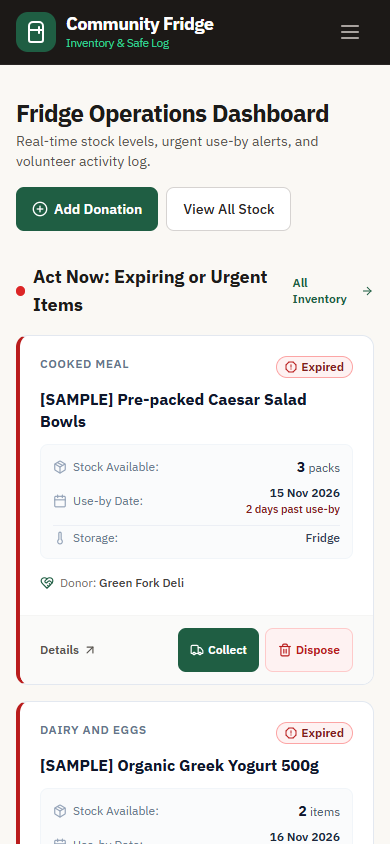 Community Fridge
Inventory & Safe Log
Fridge Operations Dashboard
Real-time stock levels, urgent use-by alerts, and
volunteer activity log.
Add Donation
View All Stock
Act Now: Expiring or Urgent
Items
All
Inventory
COOKED MEAL
Expired
[SAMPLE] Pre-packed Caesar Salad
Bowls
Stock Available:
3 packs
Use-by Date:
15 Nov 2026
2 days past use-by
Storage:
Fridge
Donor: Green Fork Deli
Details
Collect
Dispose
DAIRY AND EGGS
Expired
[SAMPLE] Organic Greek Yogurt 500g
Stock Available:
2 items
Use-by Date:
16 Nov 2026